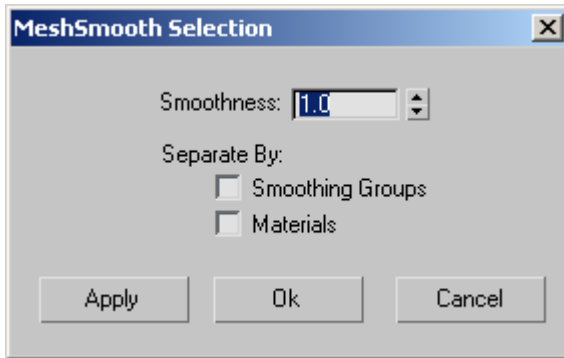 MeshSmooth Selection
Smoothness: 1.0
Separate By:
Smoothing Groups
Materials
Apply Ok Cancel